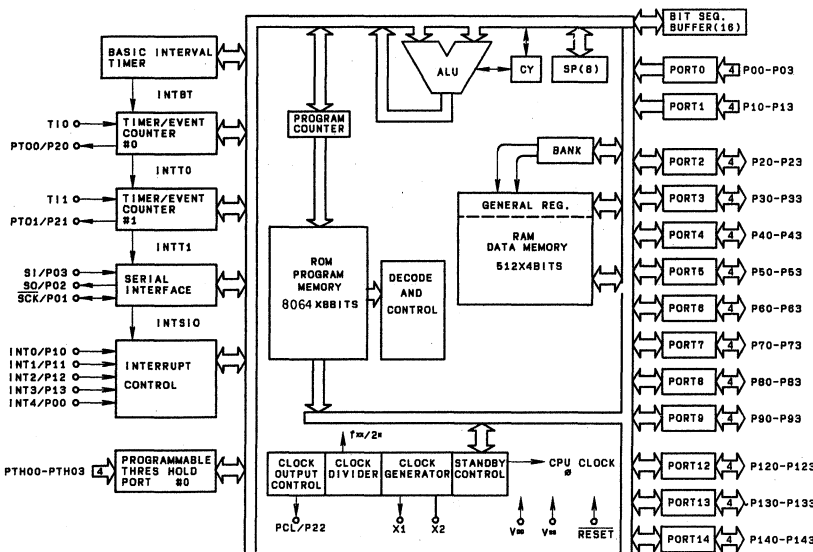 BIT SEQ.
BUFFER(16)
BASIC INTERVAL
TIMER
INTBT
TI0
PTO0/P20
TIMER/EVENT
COUNTER
#0
INTT0
TI1
PTO1/P21
TIMER/EVENT
COUNTER
#1
INTT1
SI/P03
SO/P02
SCK/P01
SERIAL
INTERFACE
INTSIO
INT0/P10
INT1/P11
INT2/P12
INT3/P13
INT4/P00
INTERRUPT
CONTROL
PTH00-PTH03
4
PROGRAMMABLE
THRES HOLD
PORT #0
ALU
CY
SP(8)
PROGRAM
COUNTER
BANK
GENERAL REG.
RAM
DATA MEMORY
512X4BITS
ROM
PROGRAM
MEMORY
8064 X8BITS
DECODE
AND
CONTROL
CLOCK
OUTPUT
CONTROL
CLOCK
DIVIDER
CLOCK
GENERATOR
STANDBY
CONTROL
CPU CLOCK
PCL/P22
X1
X2
RESET
PORT0 4 P00-P03
PORT1 4 P10-P13
PORT2 4 P20-P23
PORT3 4 P30-P33
PORT4 4 P40-P43
PORT5 4 P50-P53
PORT6 4 P60-P63
PORT7 4 P70-P73
PORT8 4 P80-P83
PORT9 4 P90-P93
PORT12 4 P120-P123
PORT13 4 P130-P133
PORT14 4 P140-P143